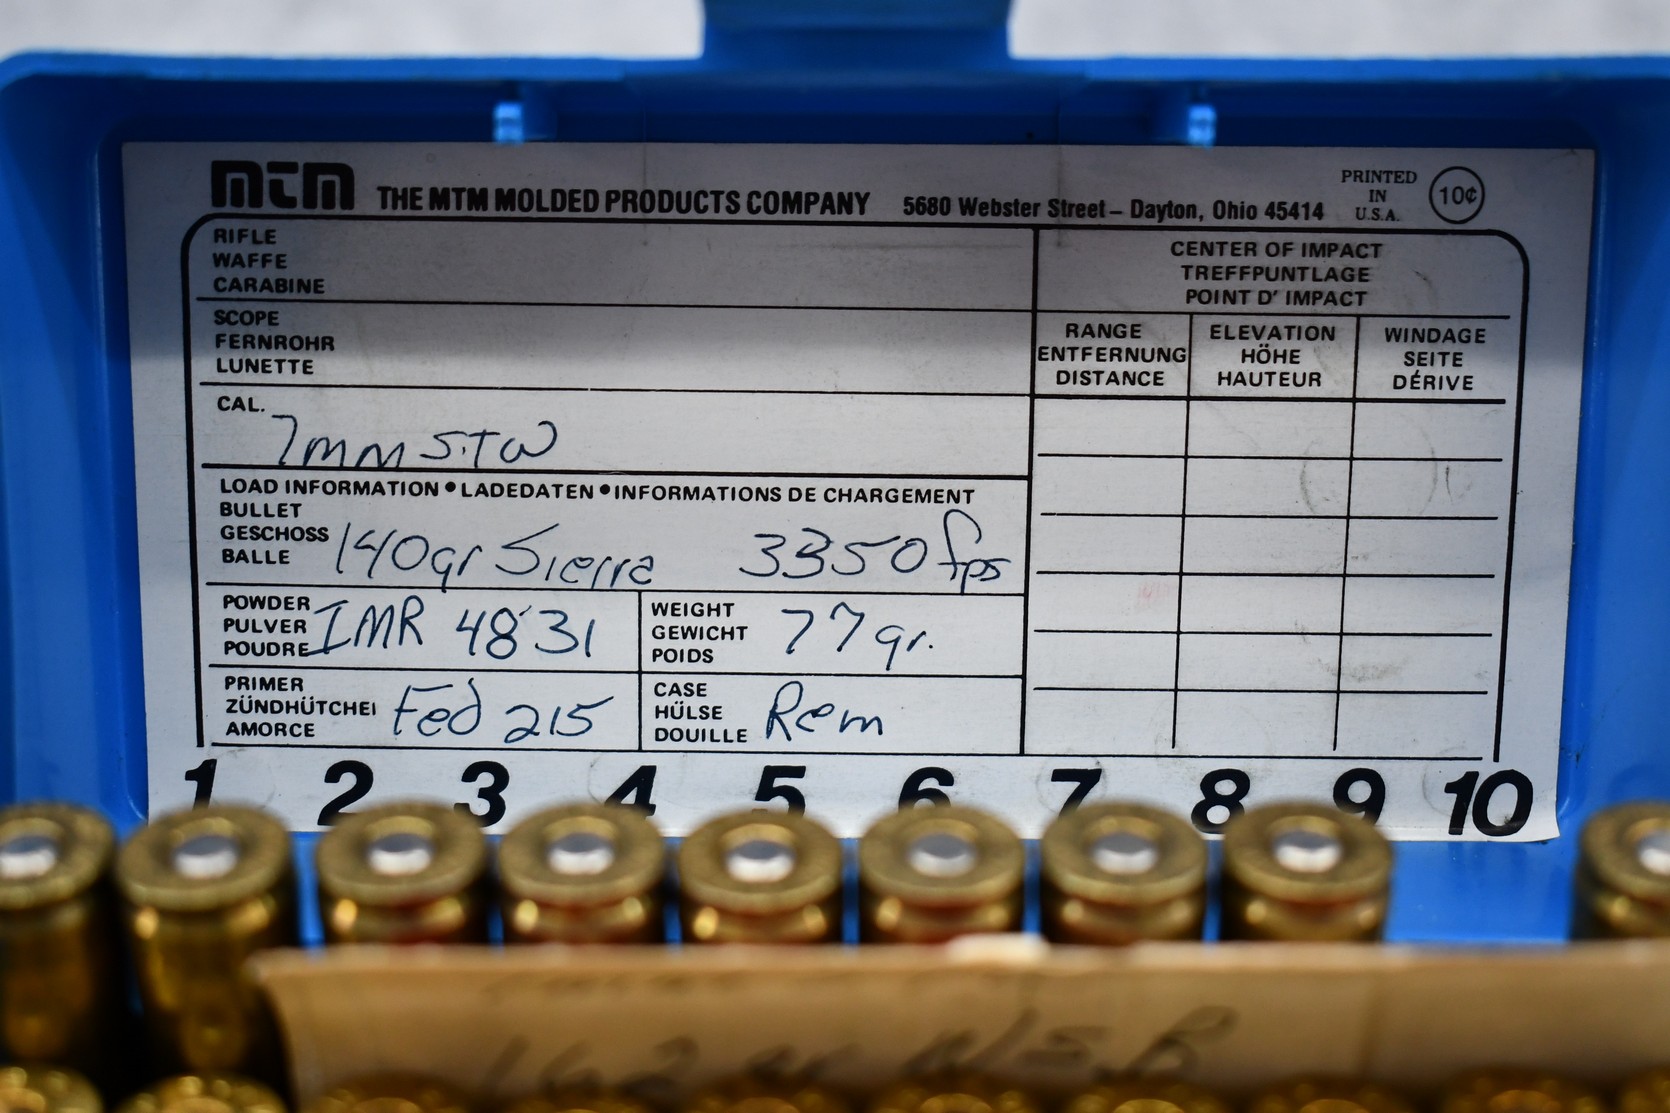 MTM THE MTM MOLDED PRODUCTS COMPANY 5680 Webster Street – Dayton, Ohio 45414
PRINTED
IN
U.S.A.
10¢
RIFLE
WAFFE
CARABINE
SCOPE
FERNROHR
LUNETTE
CAL.
7mm STW
LOAD INFORMATION • LADEDATEN • INFORMATIONS DE CHARGEMENT
BULLET
GESCHOSS
BALLE
140gr Sierra 3350 fps
POWDER
PULVER
POUDRE
IMR 4831
WEIGHT
GEWICHT
POIDS
77 gr.
PRIMER
ZÜNDHÜTCHEI
AMORCE
Fed 215
CASE
HÜLSE
DOUILLE
Rem
CENTER OF IMPACT
TREFFPUNTLAGE
POINT D' IMPACT
RANGE
ENTFERNUNG
DISTANCE
ELEVATION
HÖHE
HAUTEUR
WINDAGE
SEITE
DÉRIVE
1 2 3 4 5 6 7 8 9 10
162 gr